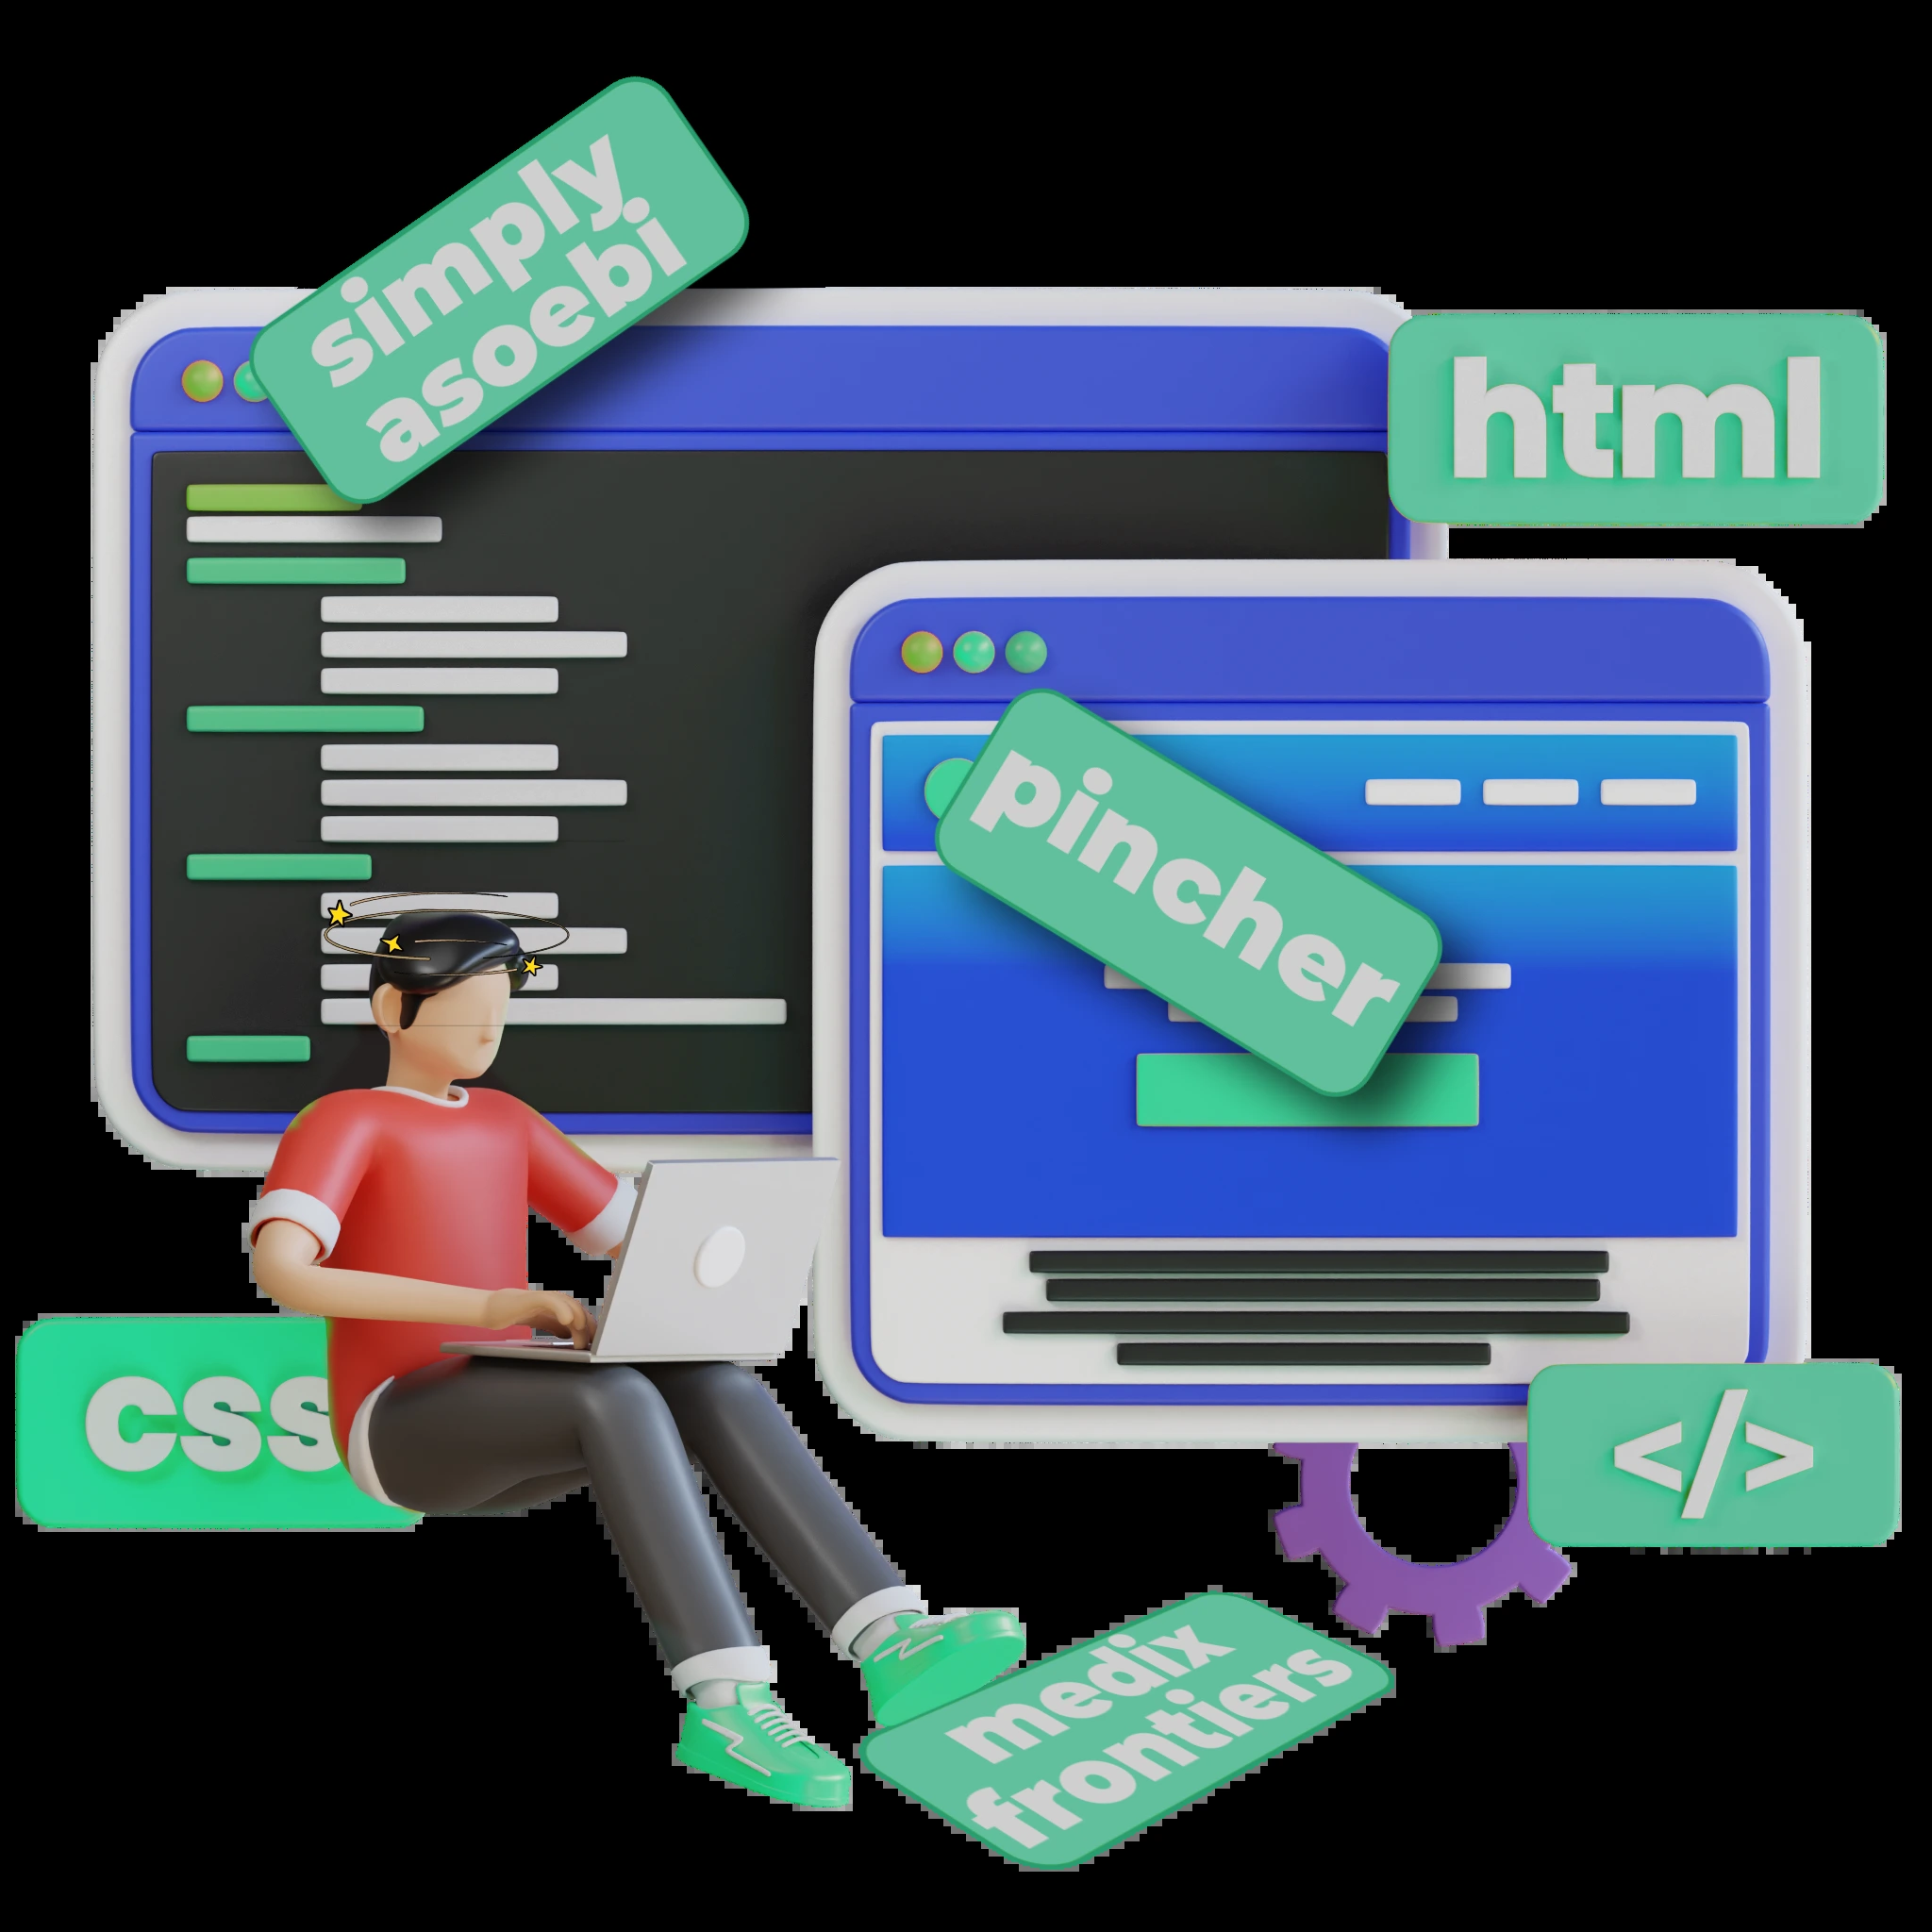 simply
asoebi
html
pincher
css
</>
medix
frontiers